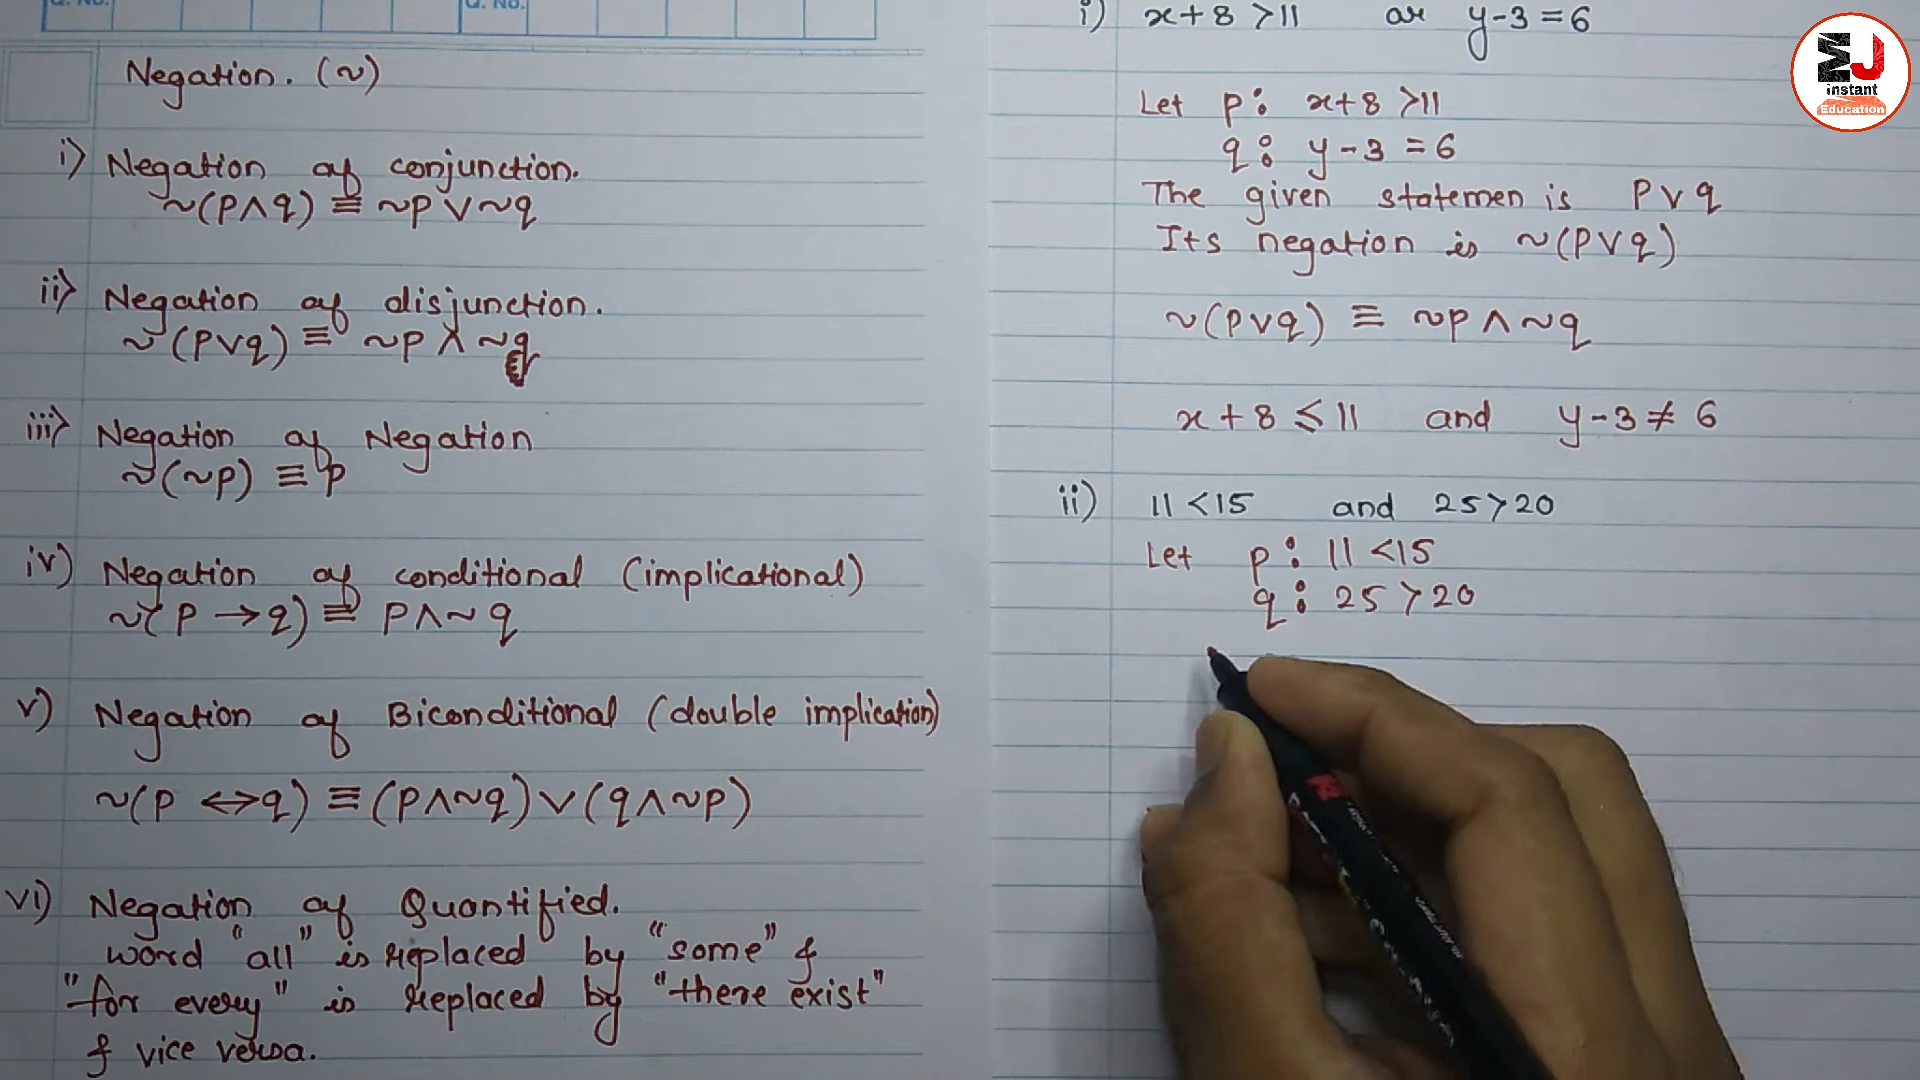 Q. No.
Q. No.
Negation. (~)
i) Negation of conjunction.
~(p∧q) ≡ ~p ∨ ~q
ii) Negation of disjunction.
~(p∨q) ≡ ~p ∧ ~q
iii) Negation of Negation
~(~p) ≡ p
iv) Negation of conditional (implicational)
~(p → q) ≡ p∧~q
v) Negation of Biconditional (double implication)
~(p ↔ q) ≡ (p∧~q) ∨ (q∧~p)
vi) Negation of Quantified.
word "all" is replaced by "some" &
"for every" is replaced by "there exist"
& vice versa.
i) x+8 >11 or y-3 = 6
Let p: x+8 >11
q: y-3 = 6
The given statemen is p∨q
Its negation is ~(p∨q)
~(p∨q) ≡ ~p ∧ ~q
x+8 ≤ 11 and y-3 ≠ 6
ii) 11 <15 and 25>20
Let p: 11 <15
q: 25 >20
EJ
instant
Education